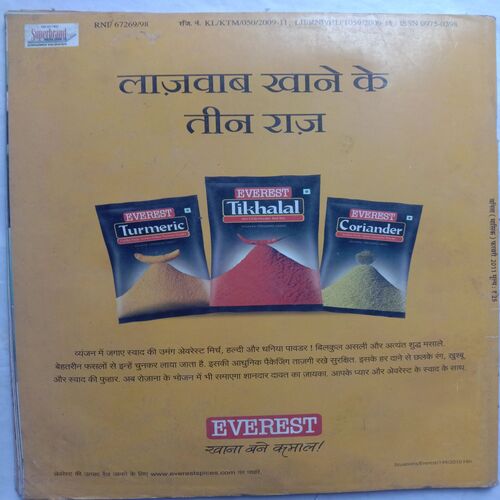 RNI/ 67269/98
Superbrand
लाज़वाब खाने के
तीन राज़
EVEREST
Turmeric
EVEREST
Tikhalal
EVEREST
Coriander
व्यंजन में जगाए स्वाद की उमंग अेवरेस्ट मिर्च, हल्दी और धनिया पावडर ! बिलकुल असली और अत्यंत शुद्ध मसाले.
बेहतरीन फसलों से इन्हें चुनकर लाया जाता है. इसकी आधुनिक पैकेजिंग ताज़गी रखे सुरक्षित. इसके हर दाने से छलके रंग, खुश्बू
और स्वाद की फुहार. अब रोज़ाना के भोजन में भी समाएगा शानदार दावत का ज़ायका. आपके प्यार और अेवरेस्ट के स्वाद के साथ.
EVEREST
खाना बने कमाल!
www.everestspices.com